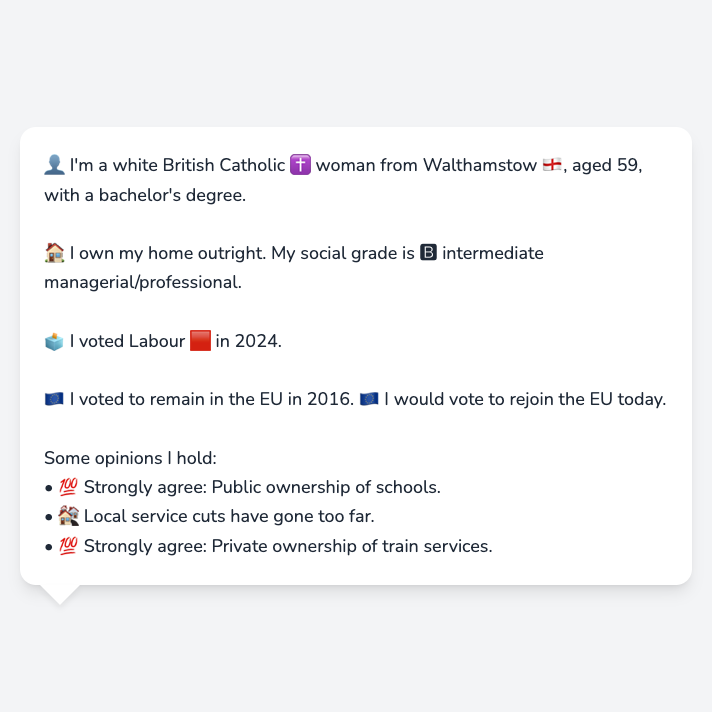 👤 I'm a white British Catholic ✝️ woman from Walthamstow 🏴󠁧󠁢󠁥󠁮󠁧󠁿, aged 59,
with a bachelor's degree.
🏠 I own my home outright. My social grade is 🅱 intermediate
managerial/professional.
🗳️ I voted Labour 🟥 in 2024.
🇪🇺 I voted to remain in the EU in 2016. 🇪🇺 I would vote to rejoin the EU today.
Some opinions I hold:
• 💯 Strongly agree: Public ownership of schools.
• 🏚️ Local service cuts have gone too far.
• 💯 Strongly agree: Private ownership of train services.